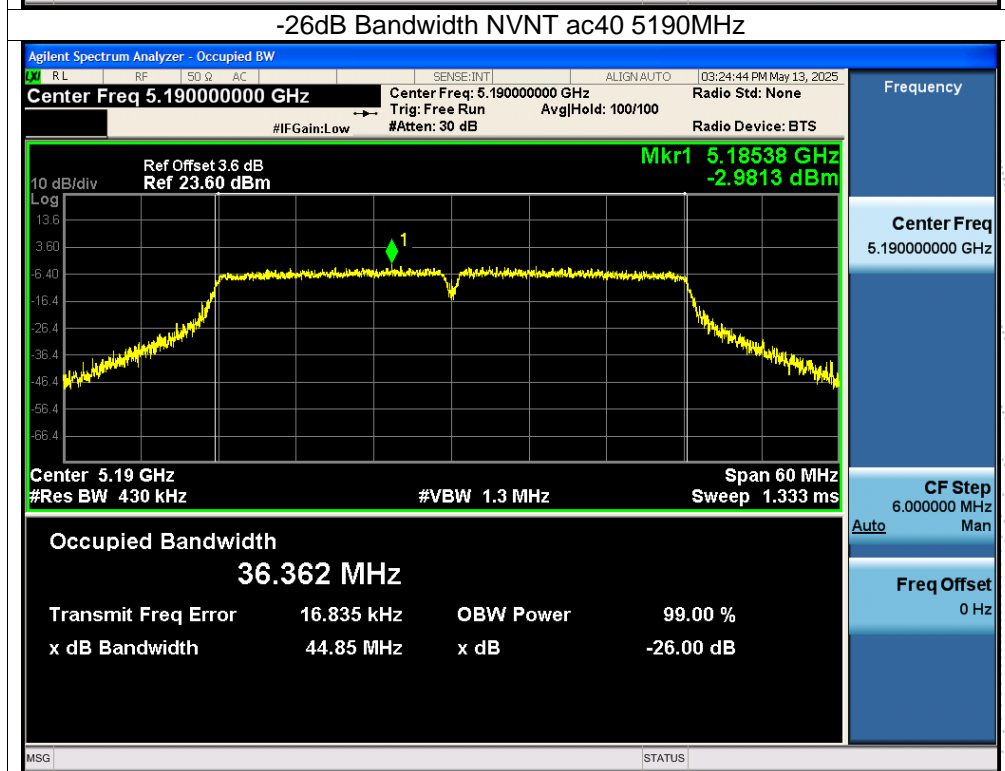 -26dB Bandwidth NVNT ac40 5190MHz
Agilent Spectrum Analyzer - Occupied BW
LXI RL RF 50 Ω AC SENSE:INT ALIGN AUTO 03:24:44 PM May 13, 2025
Center Freq 5.190000000 GHz
Center Freq: 5.190000000 GHz Radio Std: None
Trig: Free Run Avg|Hold: 100/100
#IFGain:Low #Atten: 30 dB Radio Device: BTS
Frequency
Ref Offset 3.6 dB Mkr1 5.18538 GHz
10 dB/div Ref 23.60 dBm -2.9813 dBm
Log
13.6
3.60
1
-6.40
-16.4
-26.4
-36.4
-46.4
-56.4
-66.4
Center 5.19 GHz Span 60 MHz
#Res BW 430 kHz #VBW 1.3 MHz Sweep 1.333 ms
Occupied Bandwidth
36.362 MHz
Transmit Freq Error 16.835 kHz OBW Power 99.00 %
x dB Bandwidth 44.85 MHz x dB -26.00 dB
Center Freq
5.190000000 GHz
CF Step
6.000000 MHz
Auto Man
Freq Offset
0 Hz
MSG STATUS